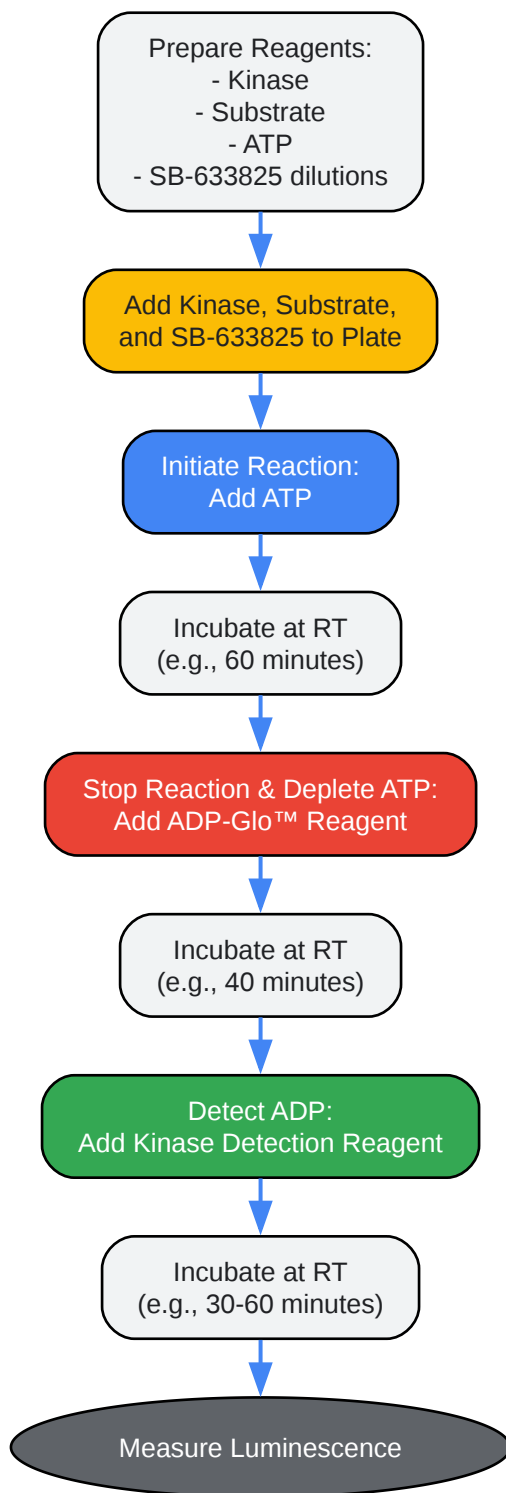 Prepare Reagents:
- Kinase
- Substrate
- ATP
- SB-633825 dilutions
Add Kinase, Substrate,
and SB-633825 to Plate
Initiate Reaction:
Add ATP
Incubate at RT
(e.g., 60 minutes)
Stop Reaction & Deplete ATP:
Add ADP-Glo™ Reagent
Incubate at RT
(e.g., 40 minutes)
Detect ADP:
Add Kinase Detection Reagent
Incubate at RT
(e.g., 30-60 minutes)
Measure Luminescence